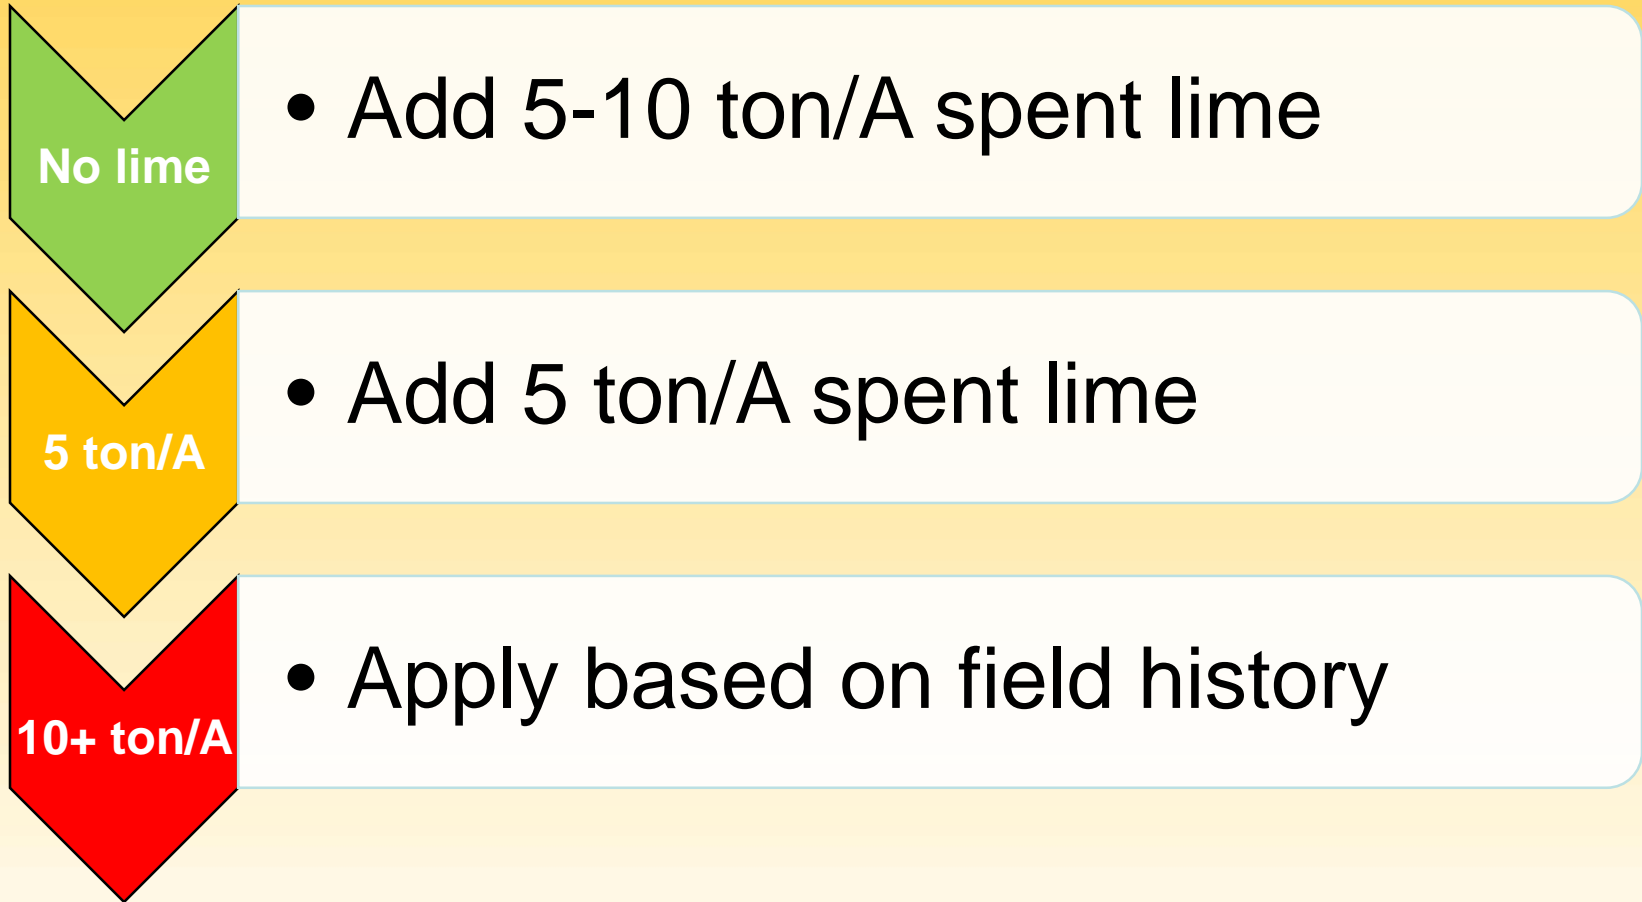 No lime
• Add 5-10 ton/A spent lime
5 ton/A
• Add 5 ton/A spent lime
10+ ton/A
• Apply based on field history